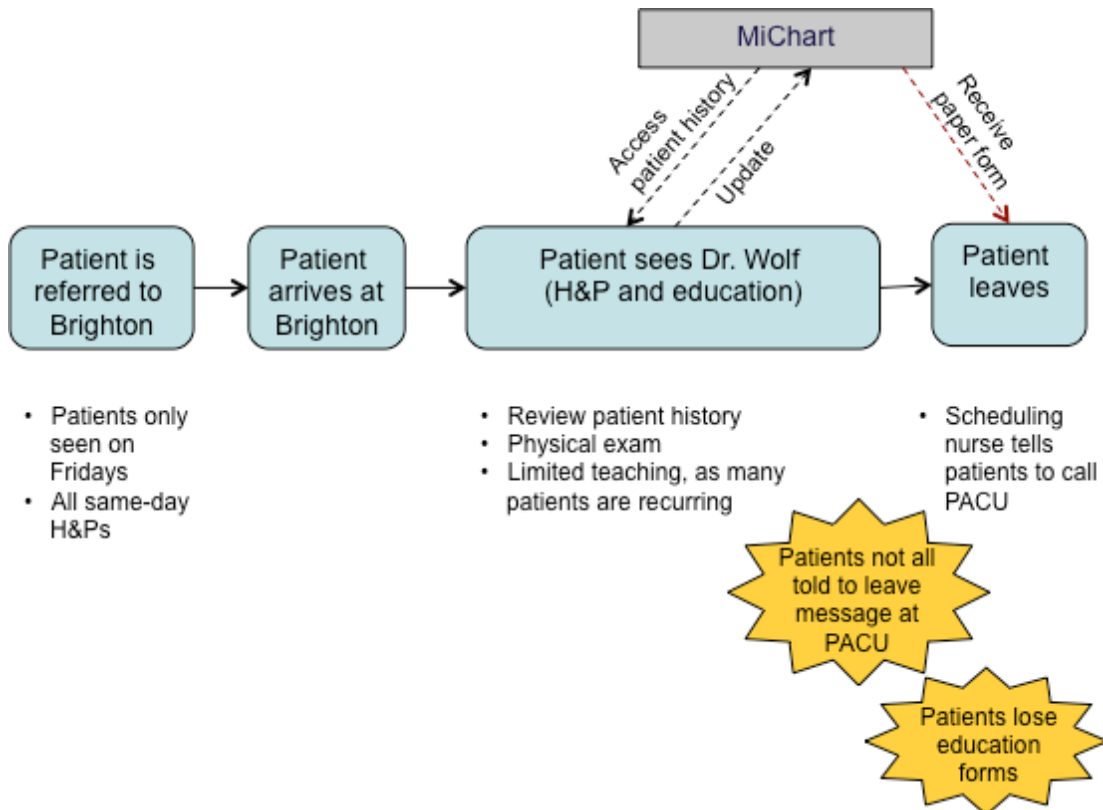 MiChart
Access
patient history
Update
Receive
paper form
Patient is
referred to
Brighton
Patient
arrives at
Brighton
Patient sees Dr. Wolf
(H&P and education)
Patient
leaves
• Patients only
seen on
Fridays
• All same-day
H&Ps
• Review patient history
• Physical exam
• Limited teaching, as many
patients are recurring
• Scheduling
nurse tells
patients to call
PACU
Patients not all
told to leave
message at
PACU
Patients lose
education
forms